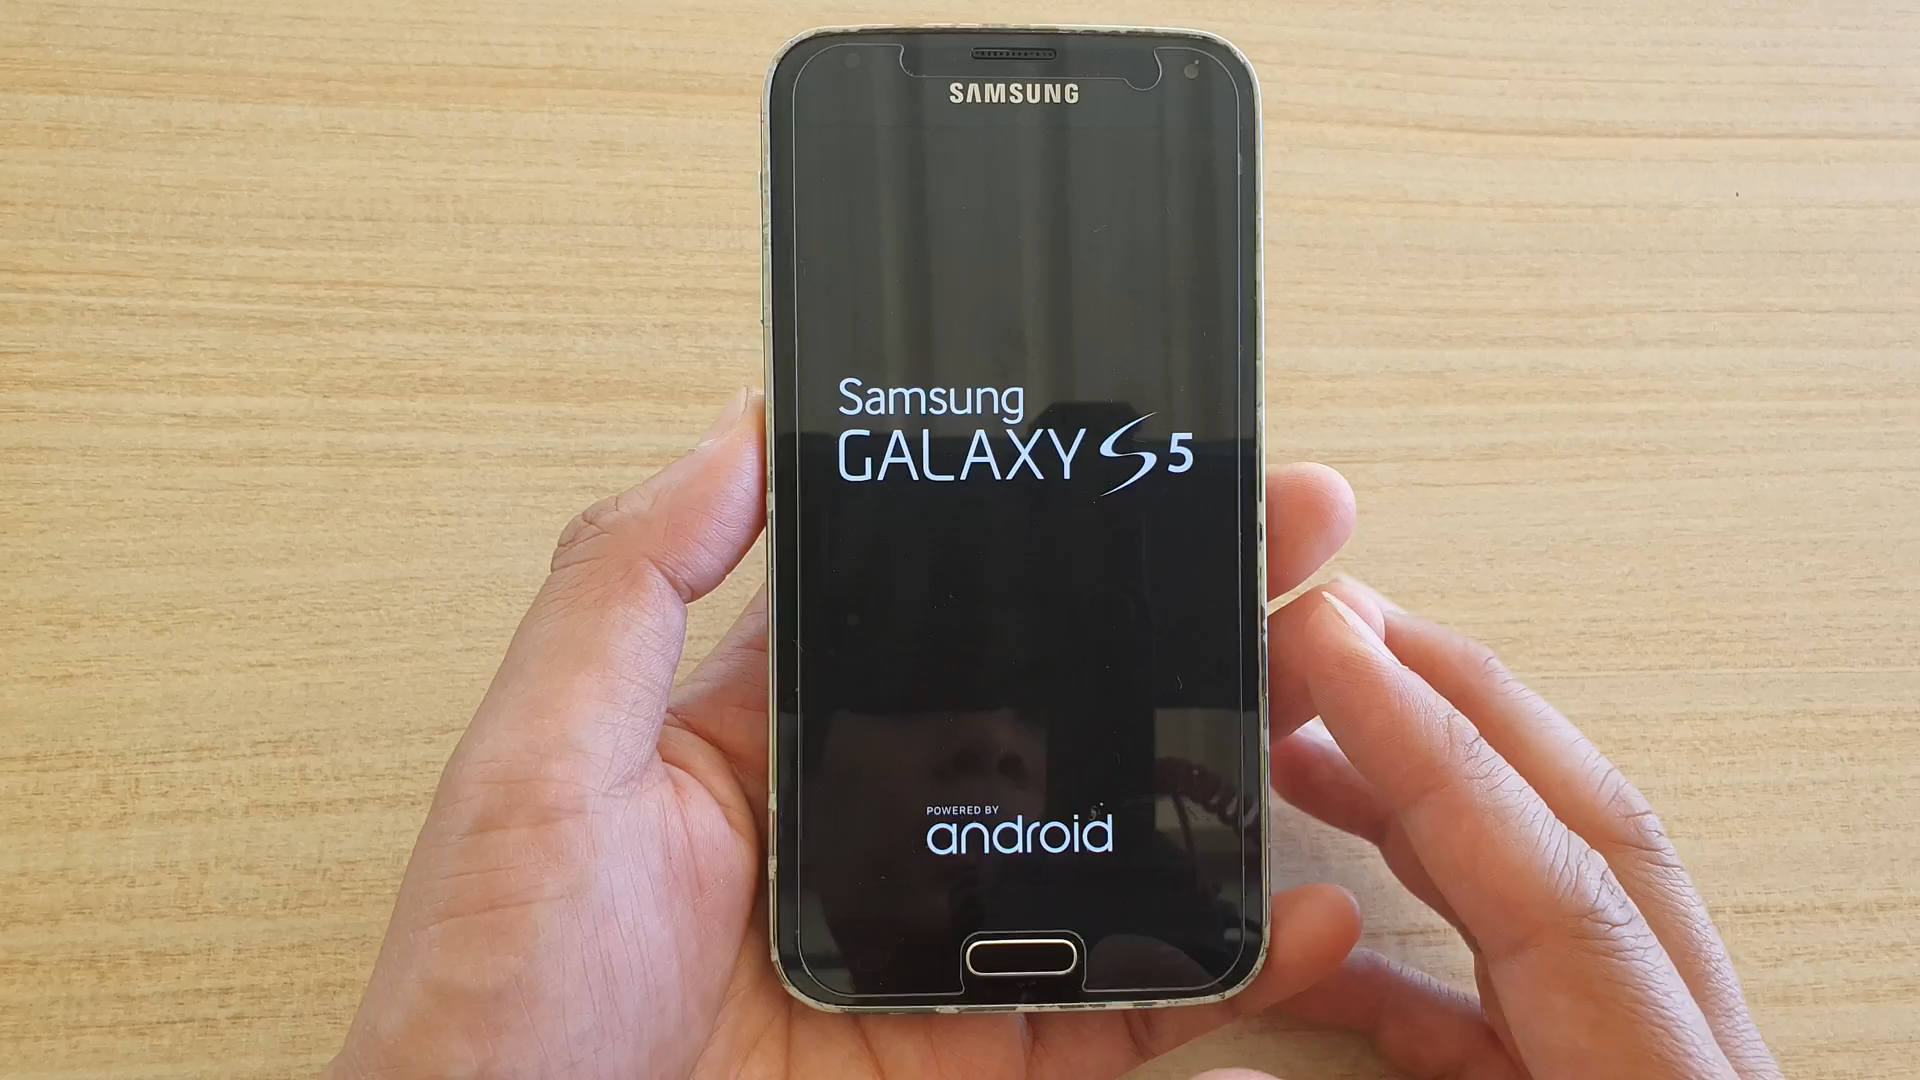 SAMSUNG
Samsung
GALAXY S5
POWERED BY
android